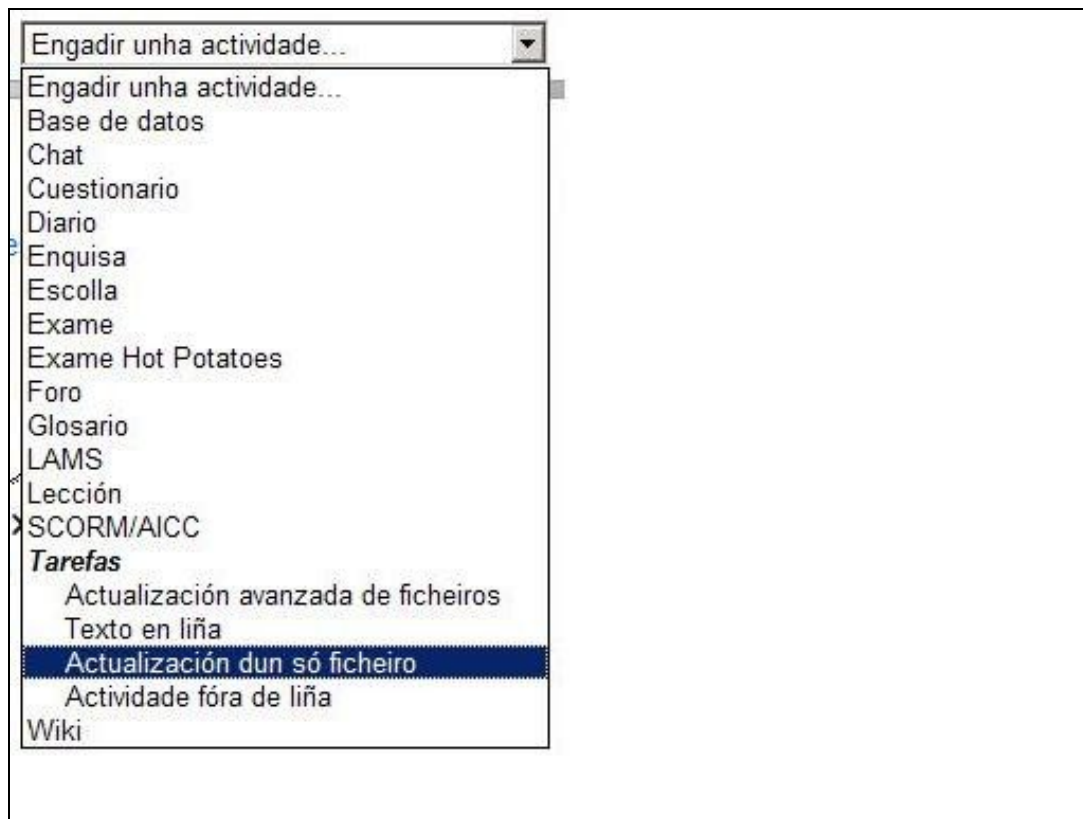 Engadir unha actividade...
Engadir unha actividade...
Base de datos
Chat
Cuestionario
Diario
Enquisa
Escolla
Exame
Exame Hot Potatoes
Foro
Glosario
LAMS
Lección
SCORM/AICC
Tarefas
Actualización avanzada de ficheiros
Texto en liña
Actualización dun só ficheiro
Actividade fóra de liña
Wiki